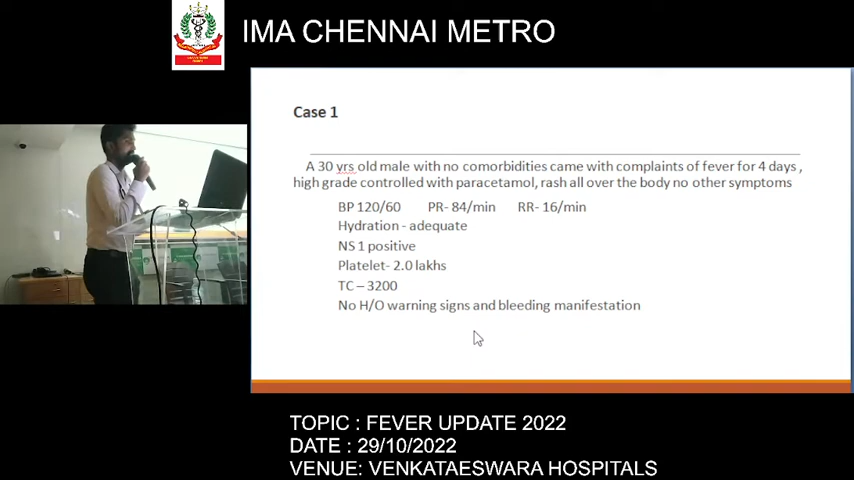 IMA CHENNAI METRO
Case 1
A 30 yrs old male with no comorbidities came with complaints of fever for 4 days ,
high grade controlled with paracetamol, rash all over the body no other symptoms
BP 120/60 PR- 84/min RR- 16/min
Hydration - adequate
NS 1 positive
Platelet- 2.0 lakhs
TC – 3200
No H/O warning signs and bleeding manifestation
TOPIC : FEVER UPDATE 2022
DATE : 29/10/2022
VENUE: VENKATAESWARA HOSPITALS